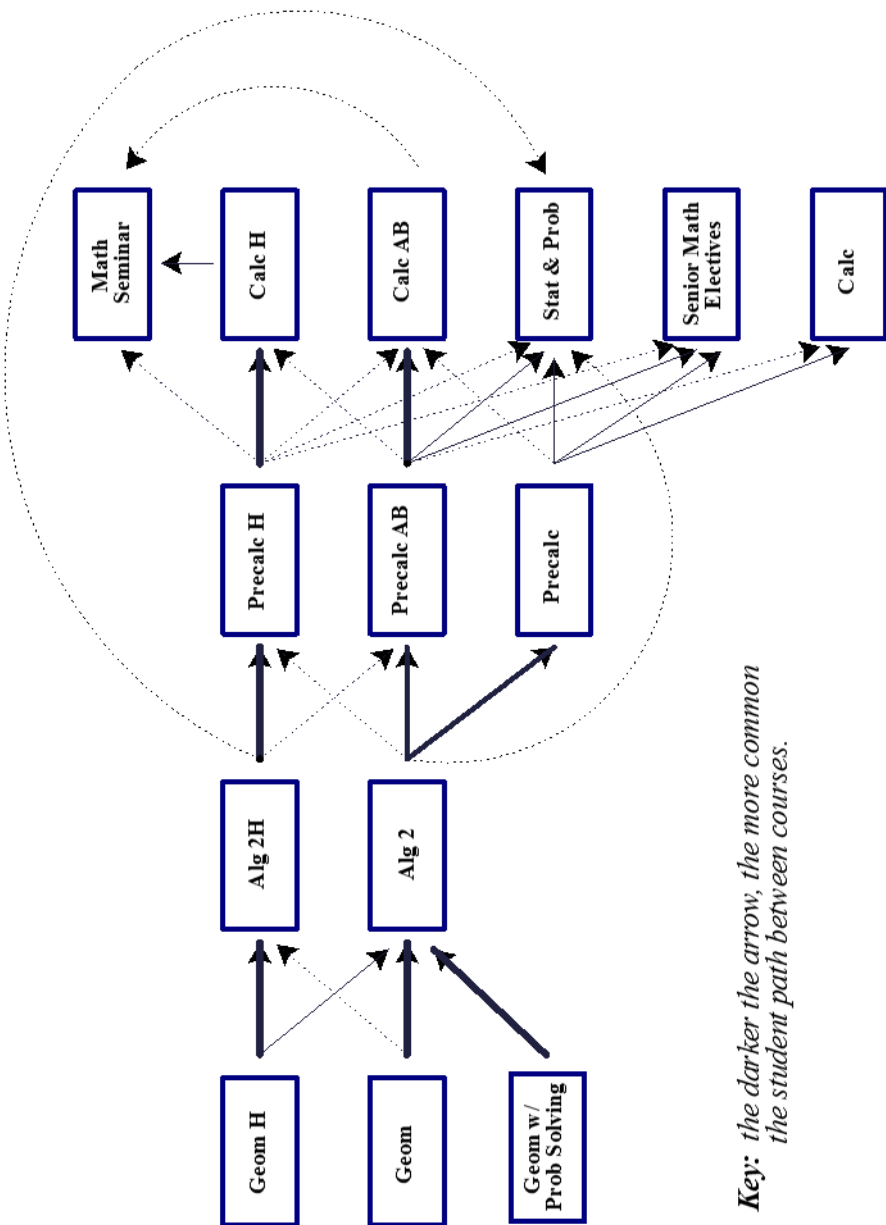 Math
Seminar
Calc H
Calc AB
Stat & Prob
Senior Math
Electives
Calc
Precalc H
Precalc AB
Precalc
Alg 2H
Alg 2
Geom H
Geom
Geom w/
Prob Solving
Key: the darker the arrow, the more common
the student path between courses.